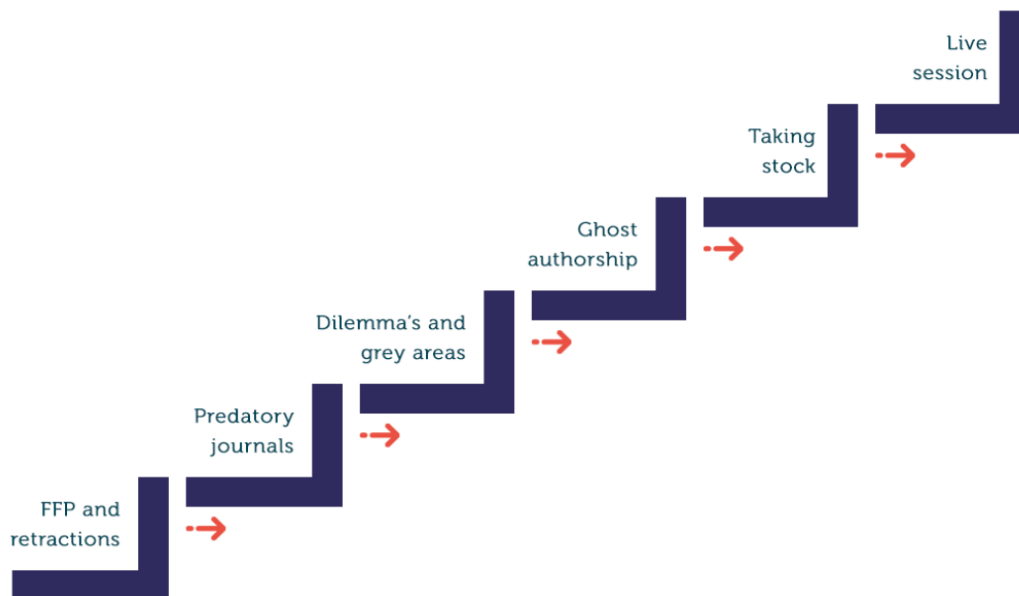 Live
session
Taking
stock
Ghost
authorship
Dilemma's and
grey areas
Predatory
journals
FFP and
retractions